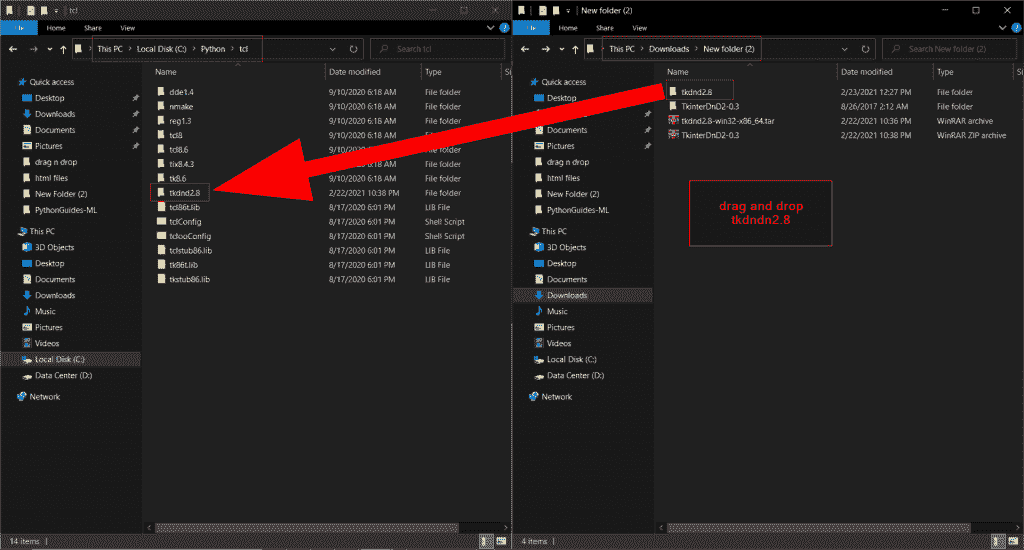 tcl
File Home Share View
This PC > Local Disk (C:) > Python > tcl
Search tcl
Name Date modified Type Si
Quick access
Desktop
Downloads
Documents
Pictures
drag n drop
html files
New Folder (2)
PythonGuides-ML
This PC
3D Objects
Desktop
Documents
Downloads
Music
Pictures
Videos
Local Disk (C:)
Data Center (D:)
Network
dde1.4 9/10/2020 6:18 AM File folder
nmake 9/10/2020 6:18 AM File folder
reg1.3 9/10/2020 6:18 AM File folder
tcl8 9/10/2020 6:18 AM File folder
tcl8.6 9/10/2020 6:18 AM File folder
tix8.4.3 9/10/2020 6:18 AM File folder
tk8.6 9/10/2020 6:18 AM File folder
tkdnd2.8 2/22/2021 10:38 PM File folder
tcl86t.lib 8/17/2020 6:01 PM LIB File
tclConfig 8/17/2020 6:01 PM Shell Script
tclooConfig 8/17/2020 6:01 PM Shell Script
tclstub86.lib 8/17/2020 6:01 PM LIB File
tk86t.lib 8/17/2020 6:01 PM LIB File
tkstub86.lib 8/17/2020 6:01 PM LIB File
14 items
New folder (2)
File Home Share View
This PC > Downloads > New folder (2)
Search New folder (2)
Name Date modified Type
Quick access
Desktop
Downloads
Documents
Pictures
drag n drop
html files
New Folder (2)
PythonGuides-ML
This PC
3D Objects
Desktop
Documents
Downloads
Music
Pictures
Videos
Local Disk (C:)
Data Center (D:)
Network
tkdnd2.8 2/23/2021 12:27 PM File folder
TkinterDnD2-0.3 8/26/2017 2:12 AM File folder
tkdnd2.8-win32-x86_64.tar 2/22/2021 10:36 PM WinRAR archive
TkinterDnD2-0.3 2/22/2021 10:38 PM WinRAR ZIP archive
drag and drop
tkdndn2.8
4 items